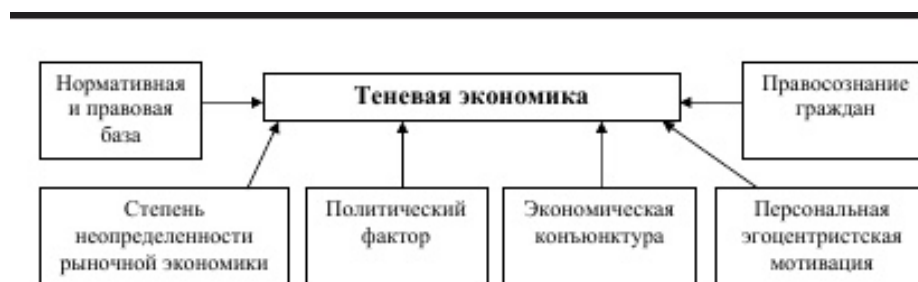 Нормативная
и правовая
база
Теневая экономика
Правосознание
граждан
Степень
неопределенности
рыночной экономики
Политический
фактор
Экономическая
конъюнктура
Персональная
эгоцентристская
мотивация